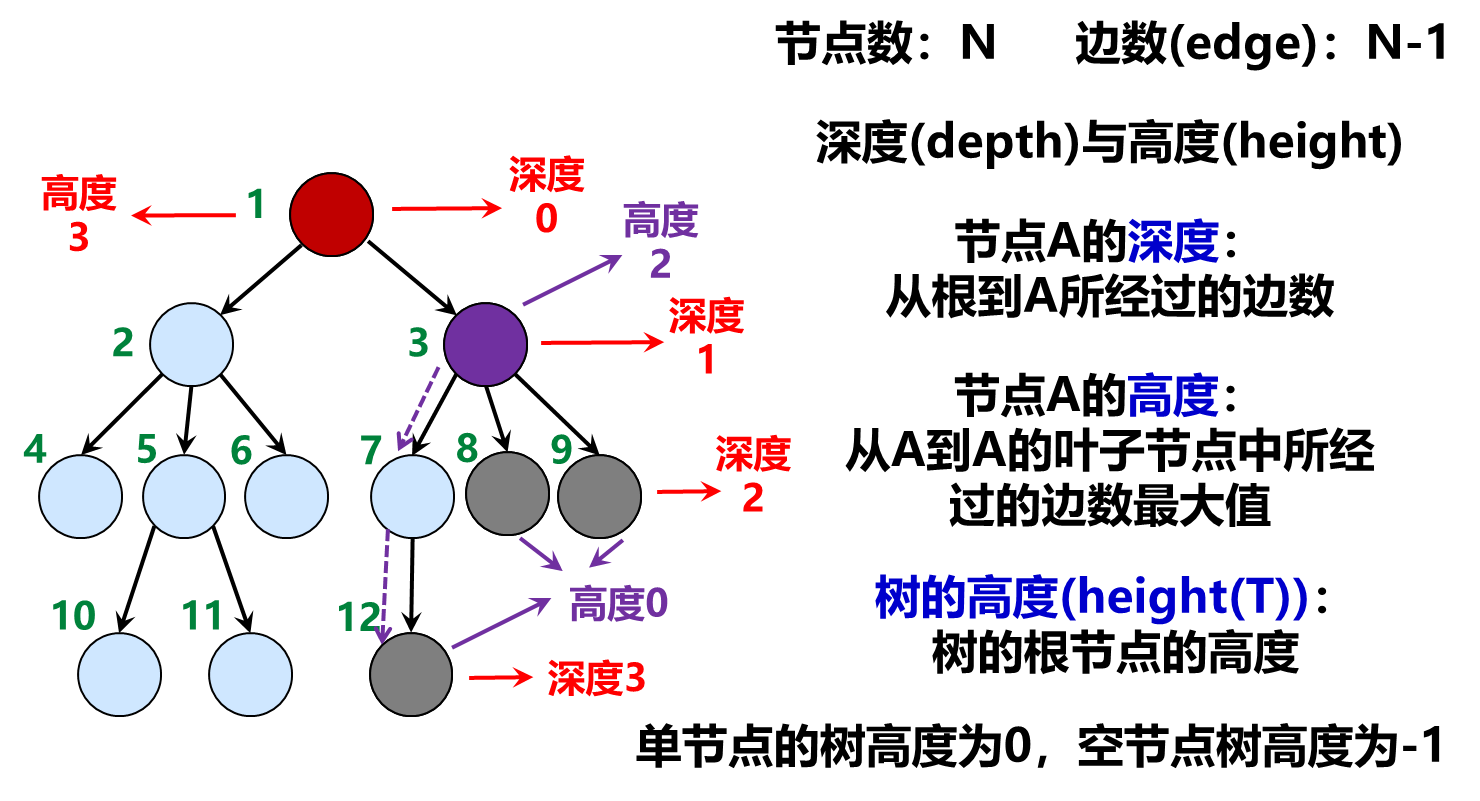 节点数：N 边数(edge)：N-1
深度(depth)与高度(height)
高度
3
1
深度
0
高度
2
节点A的深度：
从根到A所经过的边数
2
3
深度
1
节点A的高度：
从A到A的叶子节点中所经
过的边数最大值
4
5
6
7
8
9
深度
2
树的高度(height(T))：
树的根节点的高度
10
11
12
高度0
深度3
单节点的树高度为0，空节点树高度为-1